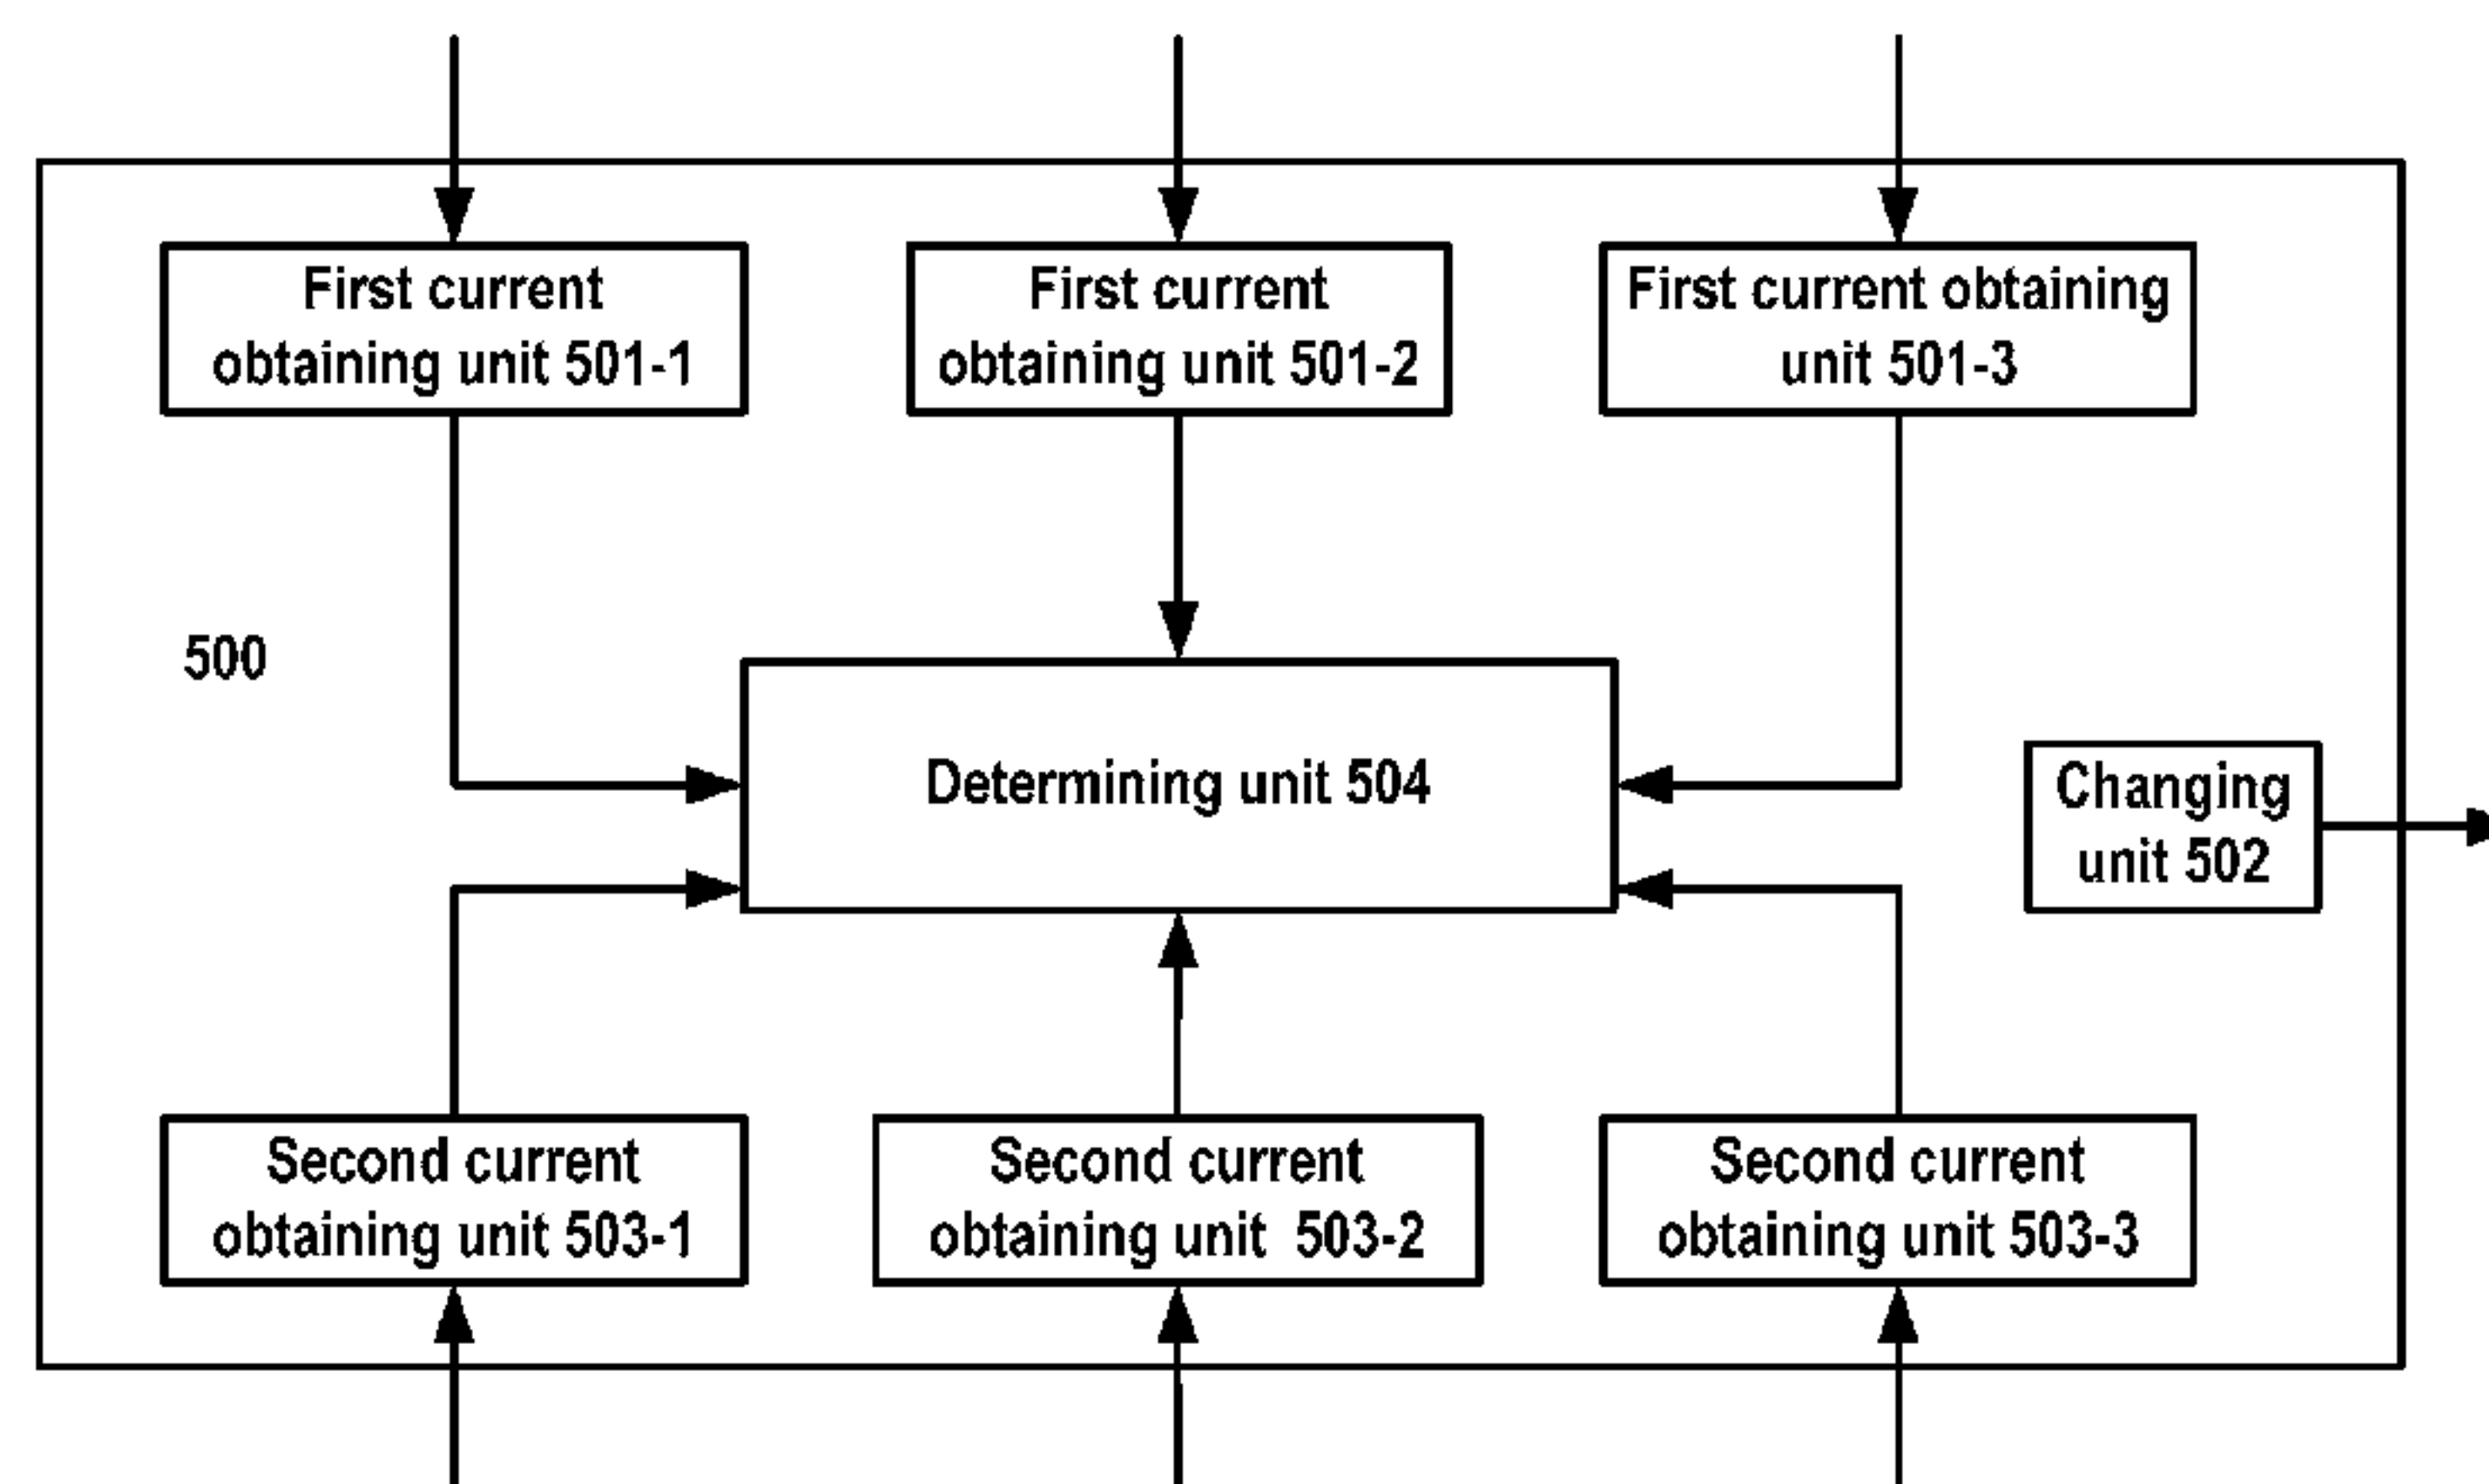 First current
obtaining unit 501-1
First current
obtaining unit 501-2
First current obtaining
unit 501-3
500
Determining unit 504
Changing
unit 502
Second current
obtaining unit 503-1
Second current
obtaining unit  503-2
Second current
obtaining unit 503-3